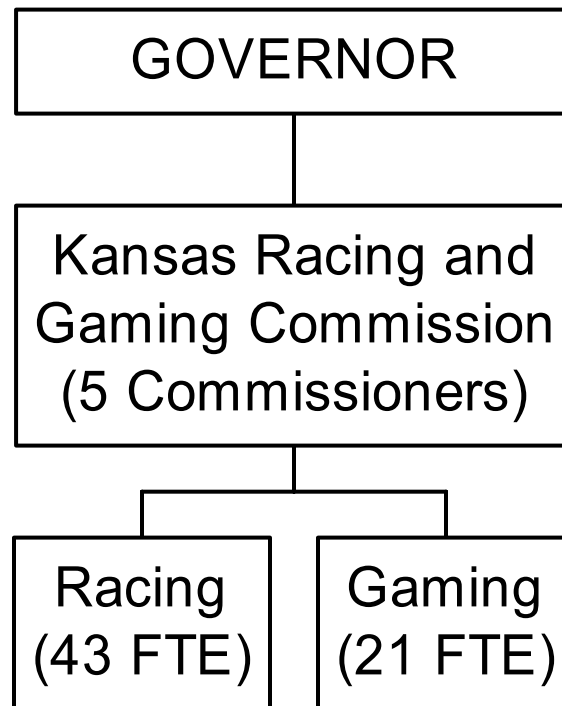 GOVERNOR
Kansas Racing and
Gaming Commission
(5 Commissioners)
Racing
(43 FTE)
Gaming
(21 FTE)